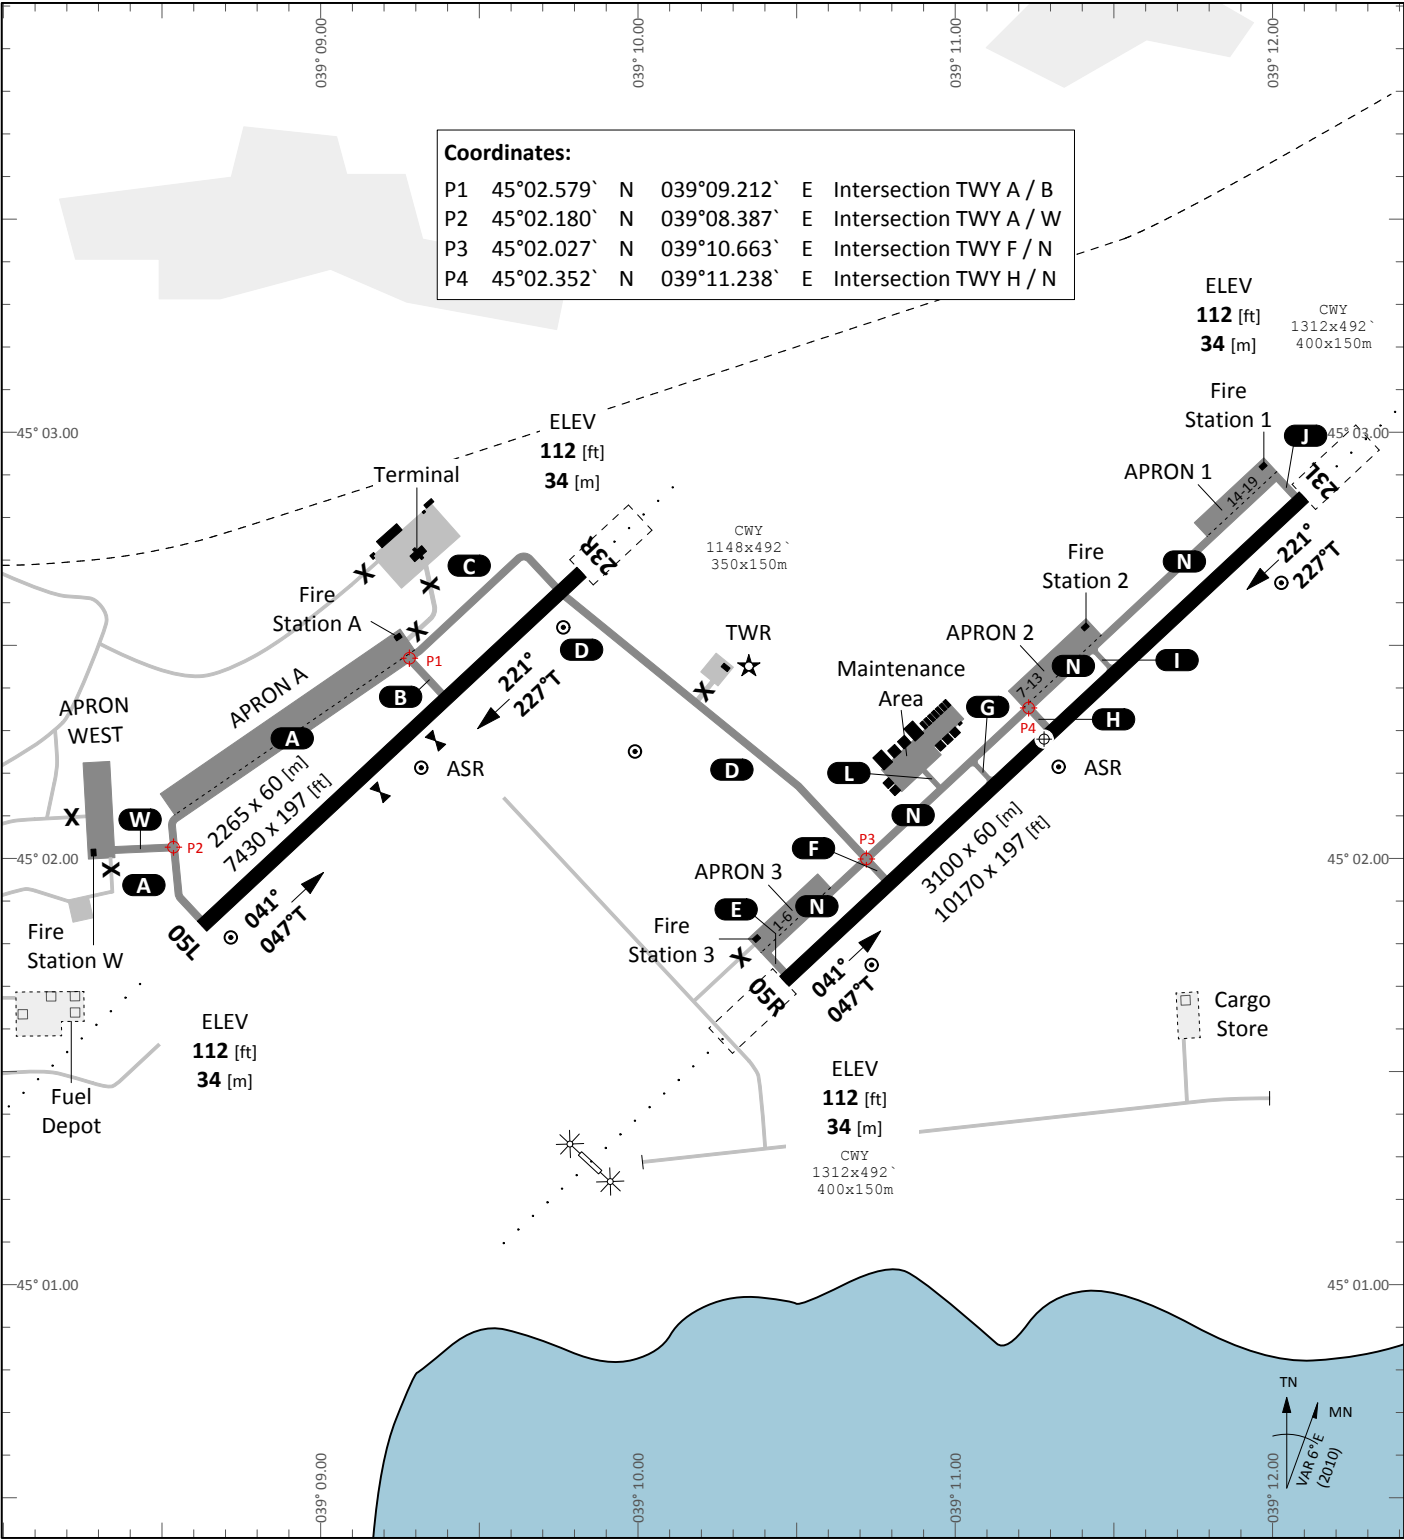 039° 09.00
039° 10.00
039° 11.00
039° 12.00
Coordinates:
P1 45°02.579` N 039°09.212` E Intersection TWY A / B
P2 45°02.180` N 039°08.387` E Intersection TWY A / W
P3 45°02.027` N 039°10.663` E Intersection TWY F / N
P4 45°02.352` N 039°11.238` E Intersection TWY H / N
ELEV
112 [ft]
34 [m]
CWY
1312x492`
400x150m
Fire
Station 1
45° 03.00
ELEV
112 [ft]
34 [m]
J
45° 03.00
Terminal
APRON 1
14-19
23L
CWY
1148x492`
350x150m
23R
C
Fire
Station 2
N
221°
227°T
Fire
Station A
P1
D
TWR
APRON 2
N
I
Maintenance
Area
7-13
B
221°
227°T
APRON A
APRON
WEST
G
H
P4
A
ASR
D
L
ASR
2265 x 60 [m]
7430 x 197 [ft]
W
N
P2
P3
F
45° 02.00
45° 02.00
3100 x 60 [m]
10170 x 197 [ft]
APRON 3
A
E
1-6
N
041°
047°T
05L
Fire
Station W
Fire
Station 3
041°
047°T
05R
Cargo
Store
ELEV
112 [ft]
34 [m]
Fuel
Depot
ELEV
112 [ft]
34 [m]
CWY
1312x492`
400x150m
45° 01.00
45° 01.00
TN
MN
VAR 6°/E
(2010)
039° 09.00
039° 10.00
039° 11.00
039° 12.00